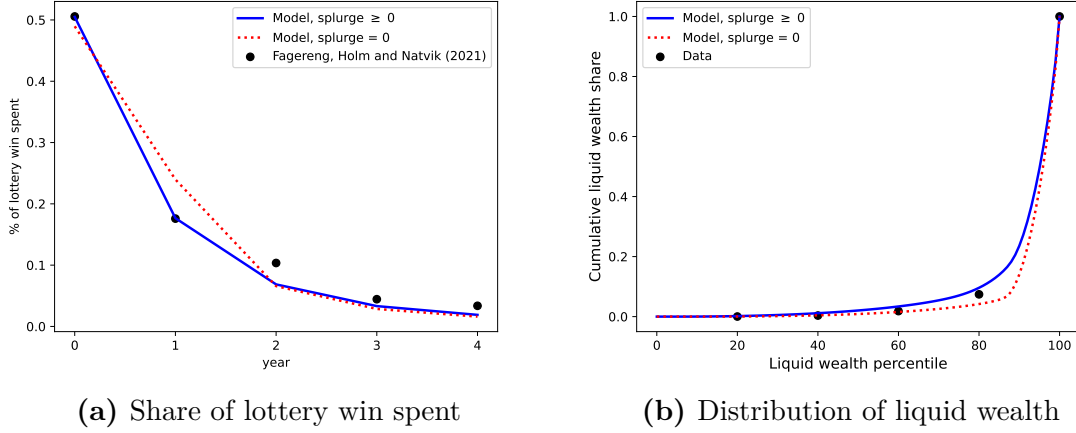 Model, splurge ≥ 0
Model, splurge = 0
Fagereng, Holm and Natvik (2021)
% of lottery win spent
0.5
0.4
0.3
0.2
0.1
0.0
0 1 2 3 4
year
(a) Share of lottery win spent
Model, splurge ≥ 0
Model, splurge = 0
Data
Cumulative liquid wealth share
1.0
0.8
0.6
0.4
0.2
0.0
0 20 40 60 80 100
Liquid wealth percentile
(b) Distribution of liquid wealth